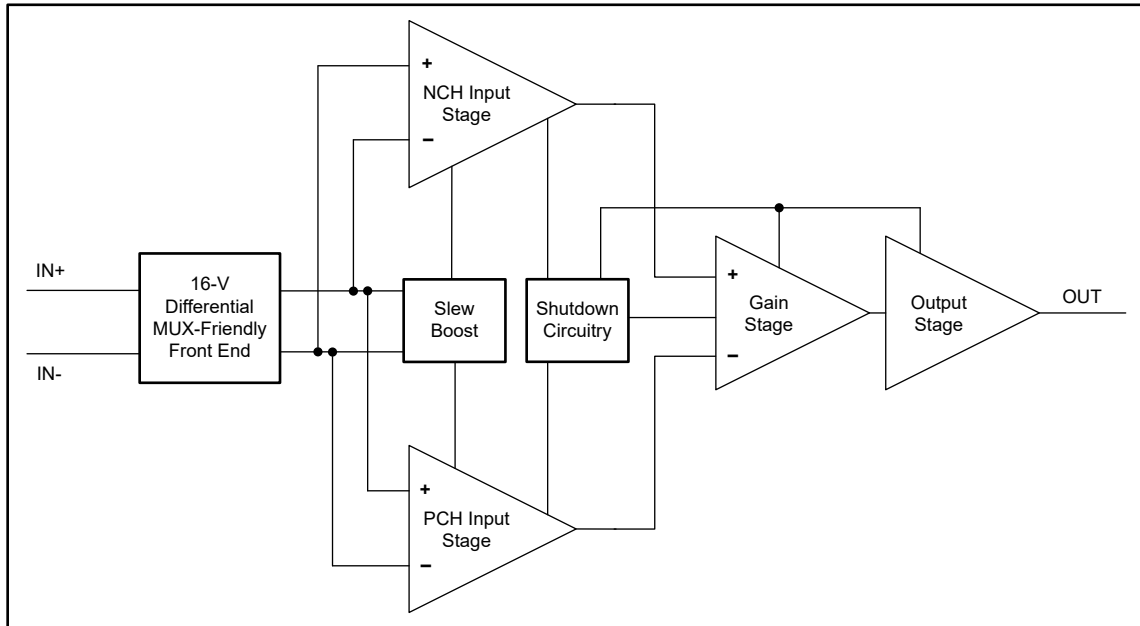 +
NCH Input
Stage
−
IN+
IN-
16-V
Differential
MUX-Friendly
Front End
Slew
Boost
Shutdown
Circuitry
+
Gain
Stage
−
Output
Stage
OUT
+
PCH Input
Stage
−